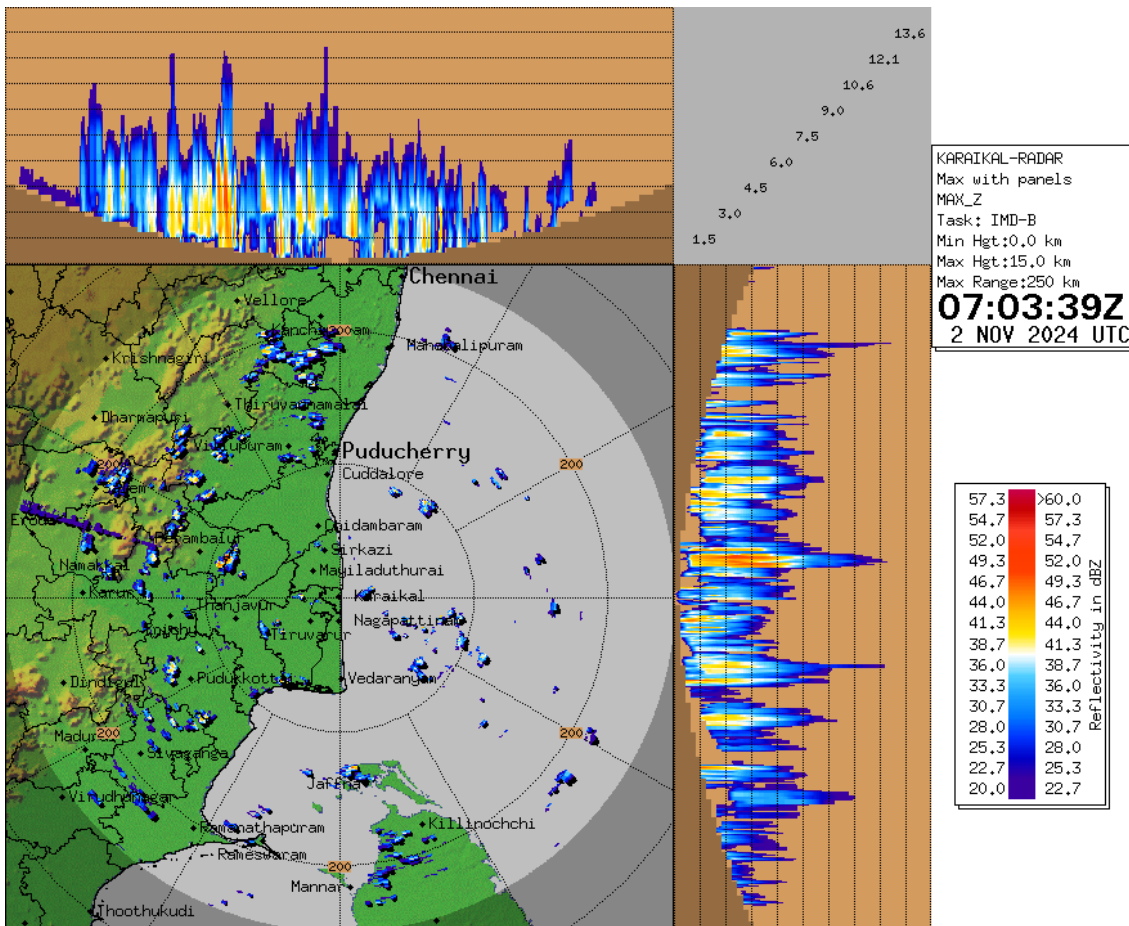 13.6
12.1
10.6
9.0
7.5
6.0
4.5
3.0
1.5
KARAIKAL-RADAR
Max with panels
MAX_Z
Task: IMD-B
Min Hgt:0.0 km
Max Hgt:15.0 km
Max Range:250 km
07:03:39Z
2 NOV 2024 UTC
Chennai
Vellore
200
Mahabalipuram
Krishnagiri
Thiruvannamalai
Dharmapuri
Villupuram
Puducherry
200
200
Cuddalore
Salem
Erode
Chidambaram
Perambalur
Sirkazi
Namakkal
Mayiladuthurai
Karur
Karaikal
Thanjavur
Nagapattinam
Tiruvarur
Dindigul
Pudukkottai
Vedaranyam
200
200
Sivaganga
Jaffna
Virudhunagar
Ramanathapuram
Killinochchi
Rameswaram
200
Mannar
Thoothukudi
57.3 >60.0
54.7 57.3
52.0 54.7
49.3 52.0
46.7 49.3
44.0 46.7
41.3 44.0
38.7 41.3
36.0 38.7
33.3 36.0
30.7 33.3
28.0 30.7
25.3 28.0
22.7 25.3
20.0 22.7
Reflectivity in dBZ